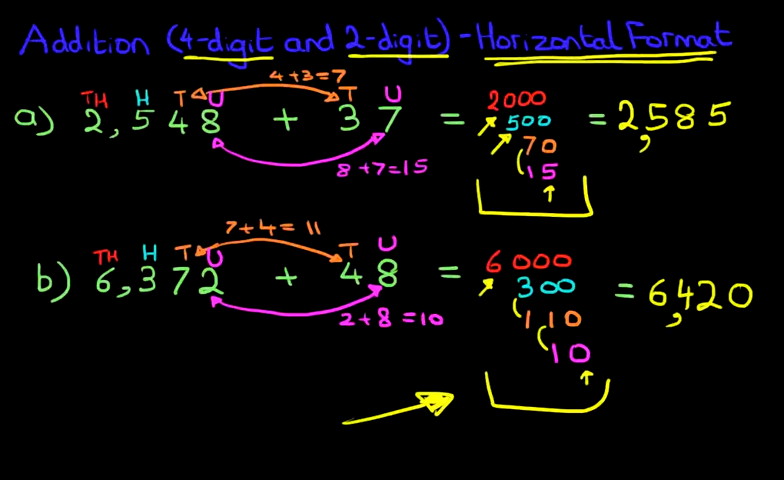 Addition (4-digit and 2-digit) - Horizontal Format
4+3=7
TH H T U T U
a) 2,548 + 37 = 2000 = 2,585
500
70
15
8+7=15
7+4=11
TH H T U T U
b) 6,372 + 48 = 6000 = 6,420
300
110
10
2+8=10